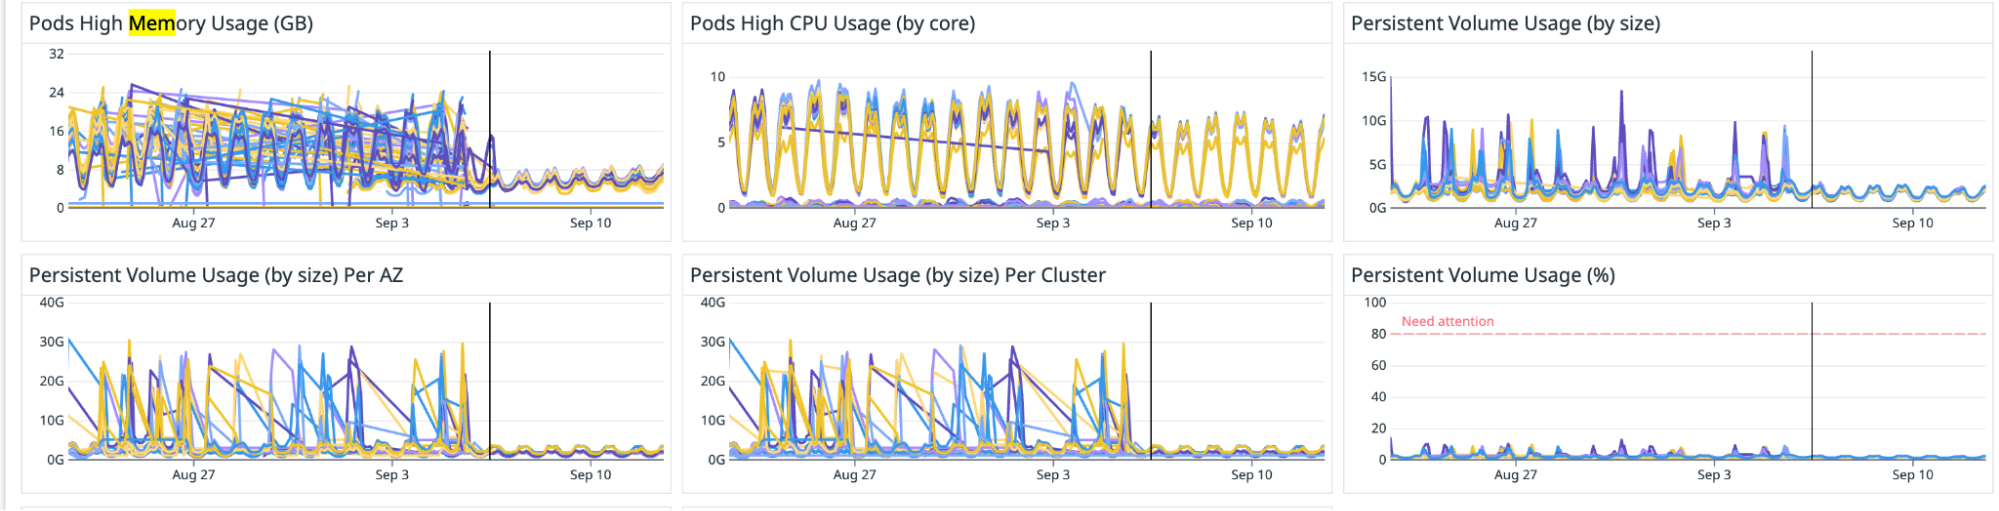 Pods High Memory Usage (GB)
32
24
16
8
0
Aug 27
Sep 3
Sep 10
Pods High CPU Usage (by core)
10
5
0
Aug 27
Sep 3
Sep 10
Persistent Volume Usage (by size)
15G
10G
5G
0G
Aug 27
Sep 3
Sep 10
Persistent Volume Usage (by size) Per AZ
40G
30G
20G
10G
0G
Aug 27
Sep 3
Sep 10
Persistent Volume Usage (by size) Per Cluster
40G
30G
20G
10G
0G
Aug 27
Sep 3
Sep 10
Persistent Volume Usage (%)
100
Need attention
80
60
40
20
0
Aug 27
Sep 3
Sep 10